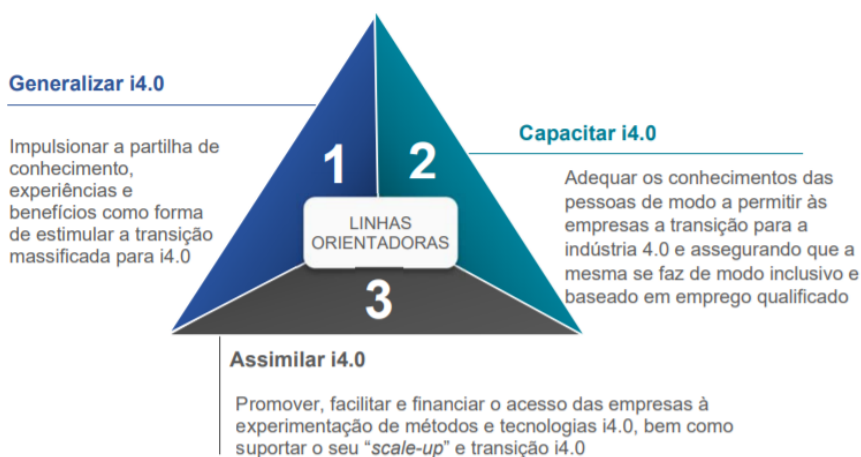 Generalizar i4.0
Impulsionar a partilha de
conhecimento,
experiências e
benefícios como forma
de estimular a transição
massificada para i4.0
1
2
LINHAS
ORIENTADORAS
3
Capacitar i4.0
Adequar os conhecimentos das
pessoas de modo a permitir às
empresas a transição para a
indústria 4.0 e assegurando que a
mesma se faz de modo inclusivo e
baseado em emprego qualificado
Assimilar i4.0
Promover, facilitar e financiar o acesso das empresas à
experimentação de métodos e tecnologias i4.0, bem como
suportar o seu “scale-up” e transição i4.0